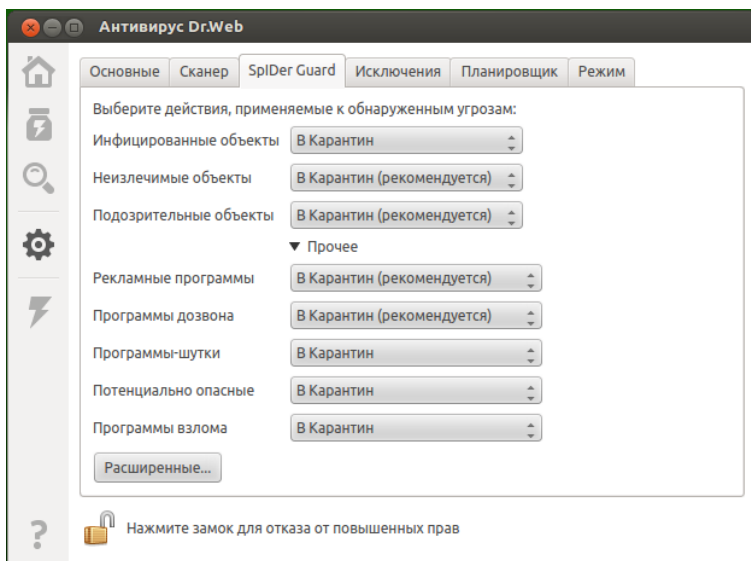 Антивирус Dr.Web
Основные Сканер SpIDer Guard Исключения Планировщик Режим
Выберите действия, применяемые к обнаруженным угрозам:
Инфицированные объекты В Карантин
Неизлечимые объекты В Карантин (рекомендуется)
Подозрительные объекты В Карантин (рекомендуется)
▼ Прочее
Рекламные программы В Карантин (рекомендуется)
Программы дозвона В Карантин (рекомендуется)
Программы-шутки В Карантин
Потенциально опасные В Карантин
Программы взлома В Карантин
Расширенные...
? Нажмите замок для отказа от повышенных прав